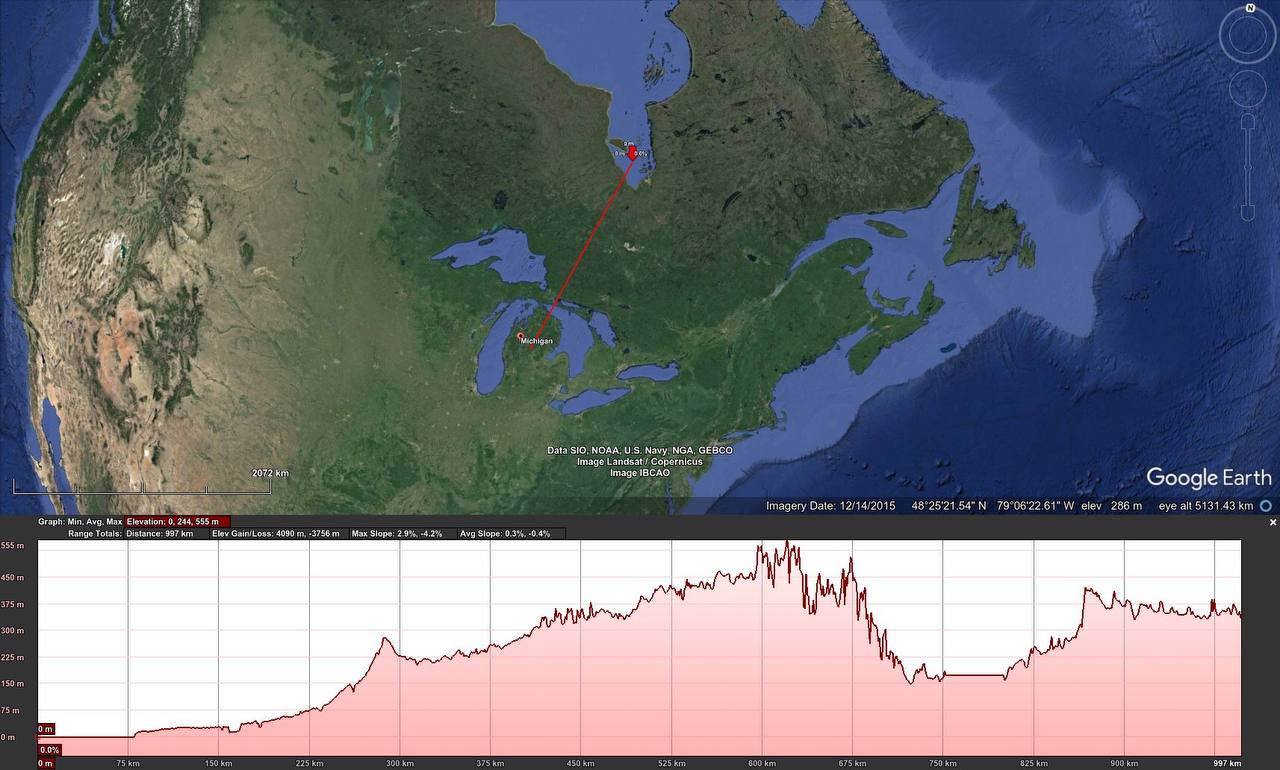 N
0 m
0 m 0.0%
Michigan
2072 km
Data SIO, NOAA, U.S. Navy, NGA, GEBCO
Image Landsat / Copernicus
Image IBCAO
Google Earth
Imagery Date: 12/14/2015 48°25'21.54" N 79°06'22.61" W elev 286 m eye alt 5131.43 km
Graph: Min, Avg, Max Elevation: 0, 244, 555 m
Range Totals: Distance: 997 km Elev Gain/Loss: 4090 m, -3756 m Max Slope: 2.9%, -4.2% Avg Slope: 0.3%, -0.4%
555 m
450 m
375 m
300 m
225 m
150 m
75 m
0 m
0 m
0.0%
0 m 75 km 150 km 225 km 300 km 375 km 450 km 525 km 600 km 675 km 750 km 825 km 900 km 997 km